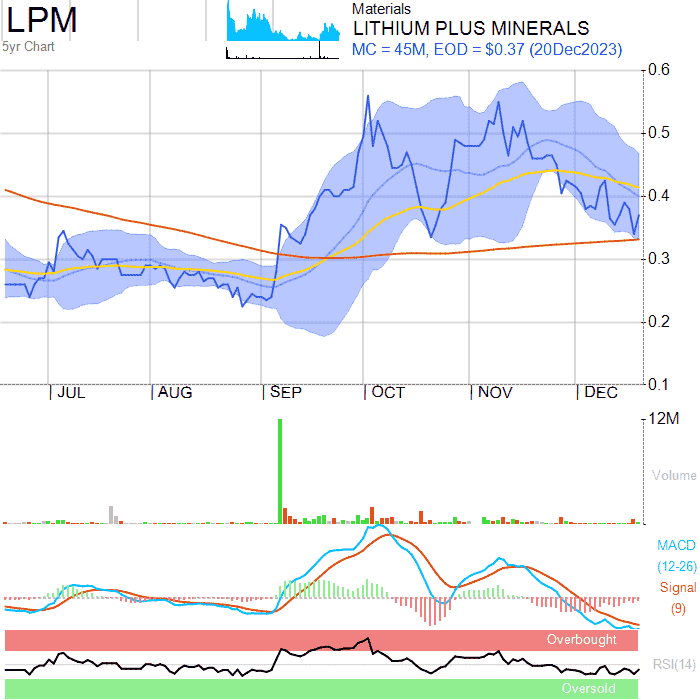 LPM
5yr Chart
Materials
LITHIUM PLUS MINERALS
MC = 45M, EOD = $0.37 (20Dec2023)
0.6
0.5
0.4
0.3
0.2
0.1
JUL AUG SEP OCT NOV DEC
12M
Volume
MACD
(12-26)
Signal
(9)
Overbought
RSI(14)
Oversold